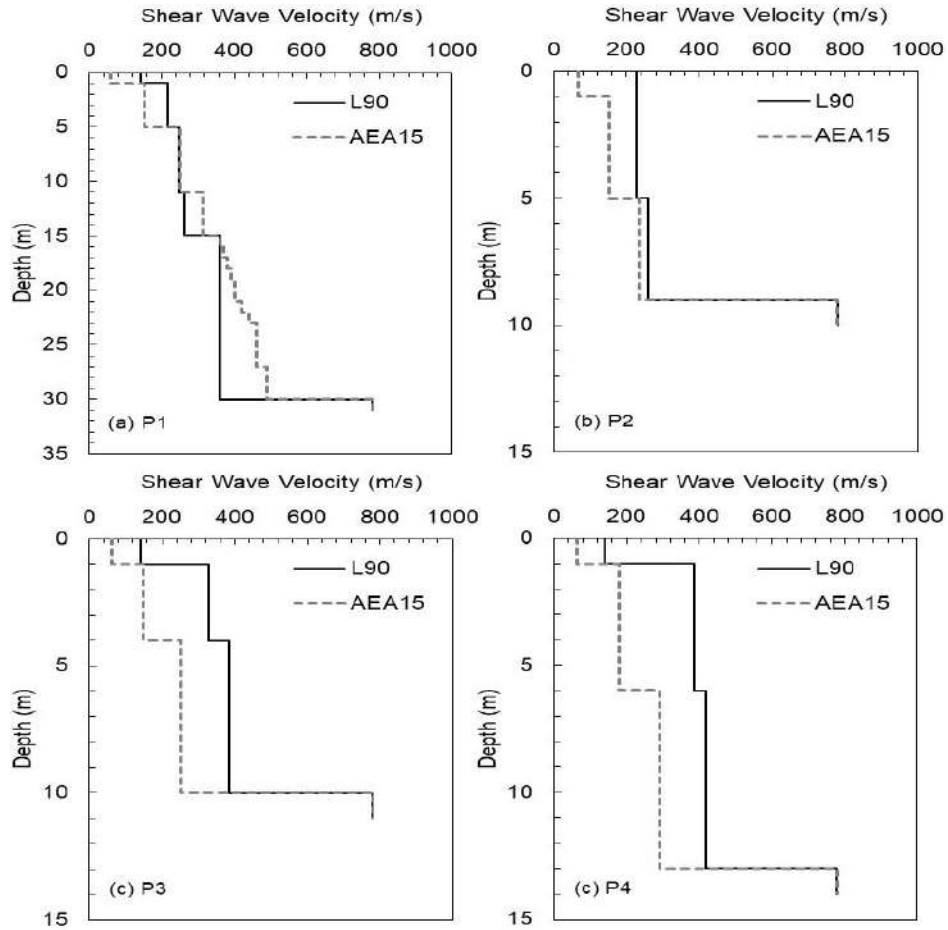 Shear Wave Velocity (m/s)
0 200 400 600 800 1000
0
5
10
15
20
25
30
35
Depth (m)
L90
AEA15
(a) P1
Shear Wave Velocity (m/s)
0 200 400 600 800 1000
0
5
10
15
Depth (m)
L90
AEA15
(b) P2
Shear Wave Velocity (m/s)
0 200 400 600 800 1000
0
5
10
15
Depth (m)
L90
AEA15
(c) P3
Shear Wave Velocity (m/s)
0 200 400 600 800 1000
0
5
10
15
Depth (m)
L90
AEA15
(c) P4